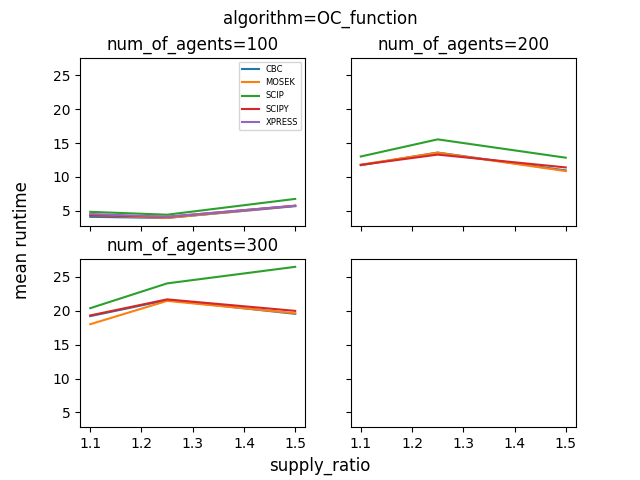 algorithm=OC_function
num_of_agents=100
num_of_agents=200
25
20
15
10
5
CBC
MOSEK
SCIP
SCIPY
XPRESS
mean runtime
num_of_agents=300
25
20
15
10
5
1.1 1.2 1.3 1.4 1.5
1.1 1.2 1.3 1.4 1.5
supply_ratio